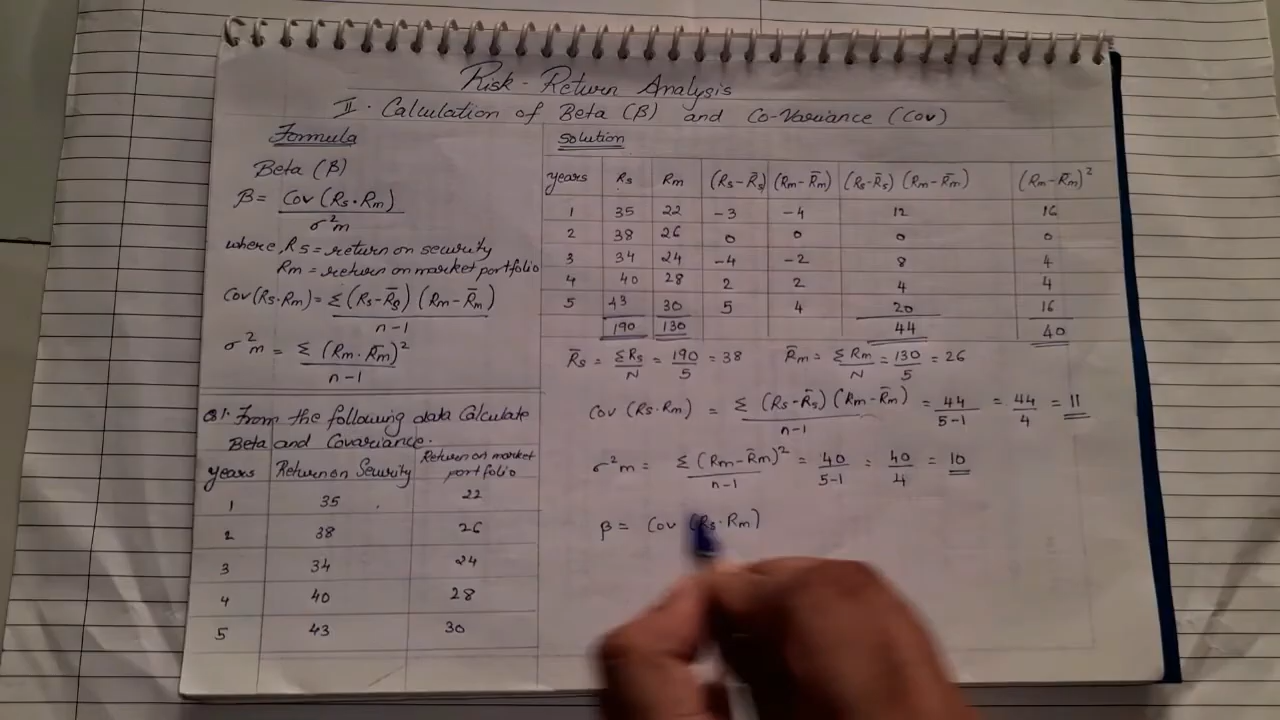 Risk - Return Analysis
II. Calculation of Beta (β) and Co-Variance (Cov)
Formula
Beta (β)
β = Cov (Rs . Rm)
σ²m
where, Rs = return on security
Rm = return on market portfolio
Cov (Rs . Rm) = Σ (Rs - R̄s) (Rm - R̄m)
n-1
σ²m = Σ (Rm . R̄m)²
n-1
Q1. From the following data Calculate
Beta and Covariance.
years Return on Security Return on market portfolio
1 35 22
2 38 26
3 34 24
4 40 28
5 43 30
Solution
years Rs Rm (Rs - R̄s) (Rm - R̄m) (Rs - R̄s) (Rm - R̄m) (Rm - R̄m)²
1 35 22 -3 -4 12 16
2 38 26 0 0 0 0
3 34 24 -4 -2 8 4
4 40 28 2 2 4 4
5 43 30 5 4 20 16
190 130 44 40
R̄s = ΣRs/N = 190/5 = 38 R̄m = ΣRm/N = 130/5 = 26
Cov (Rs . Rm) = Σ (Rs - R̄s) (Rm - R̄m)/n-1 = 44/5-1 = 44/4 = 11
σ²m = Σ (Rm - R̄m)²/n-1 = 40/5-1 = 40/4 = 10
β = Cov (Rs . Rm)